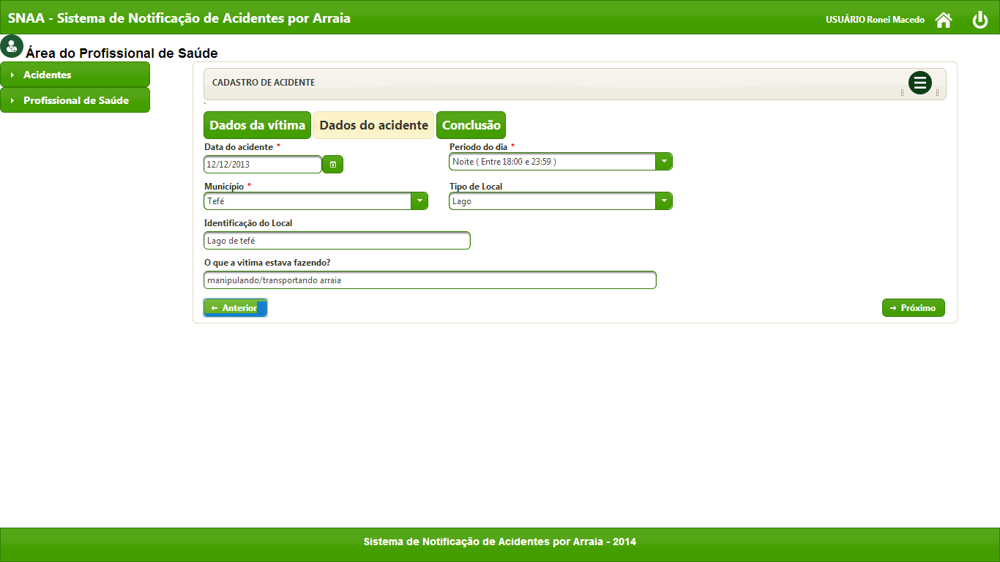 SNAA - Sistema de Notificação de Acidentes por Arraia
USUÁRIO Ronei Macedo
Área do Profissional de Saúde
Acidentes
Profissional de Saúde
CADASTRO DE ACIDENTE
Dados da vítima Dados do acidente Conclusão
Data do acidente * Periodo do dia *
12/12/2013 Noite ( Entre 18:00 e 23:59 )
Município * Tipo de Local
Tefé Lago
Identificação do Local
Lago de tefé
O que a vitima estava fazendo?
manipulando/transportando arraia
Anterior Próximo
Sistema de Notificação de Acidentes por Arraia - 2014